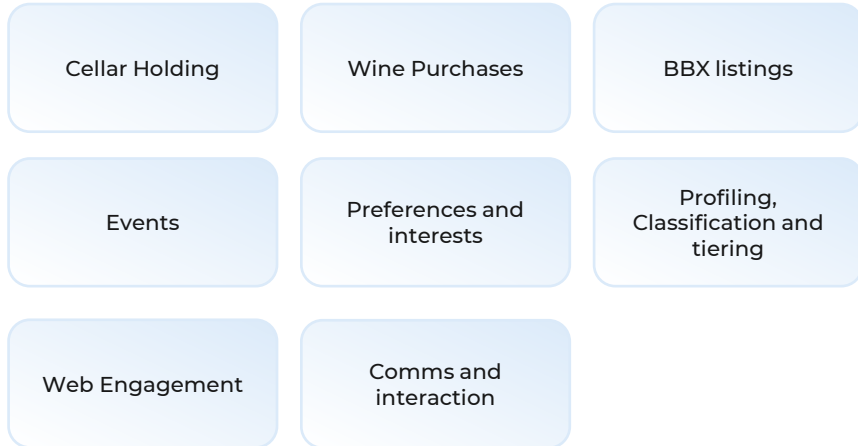 Cellar Holding
Wine Purchases
BBX listings
Events
Preferences and
interests
Profiling,
Classification and
tiering
Web Engagement
Comms and
interaction